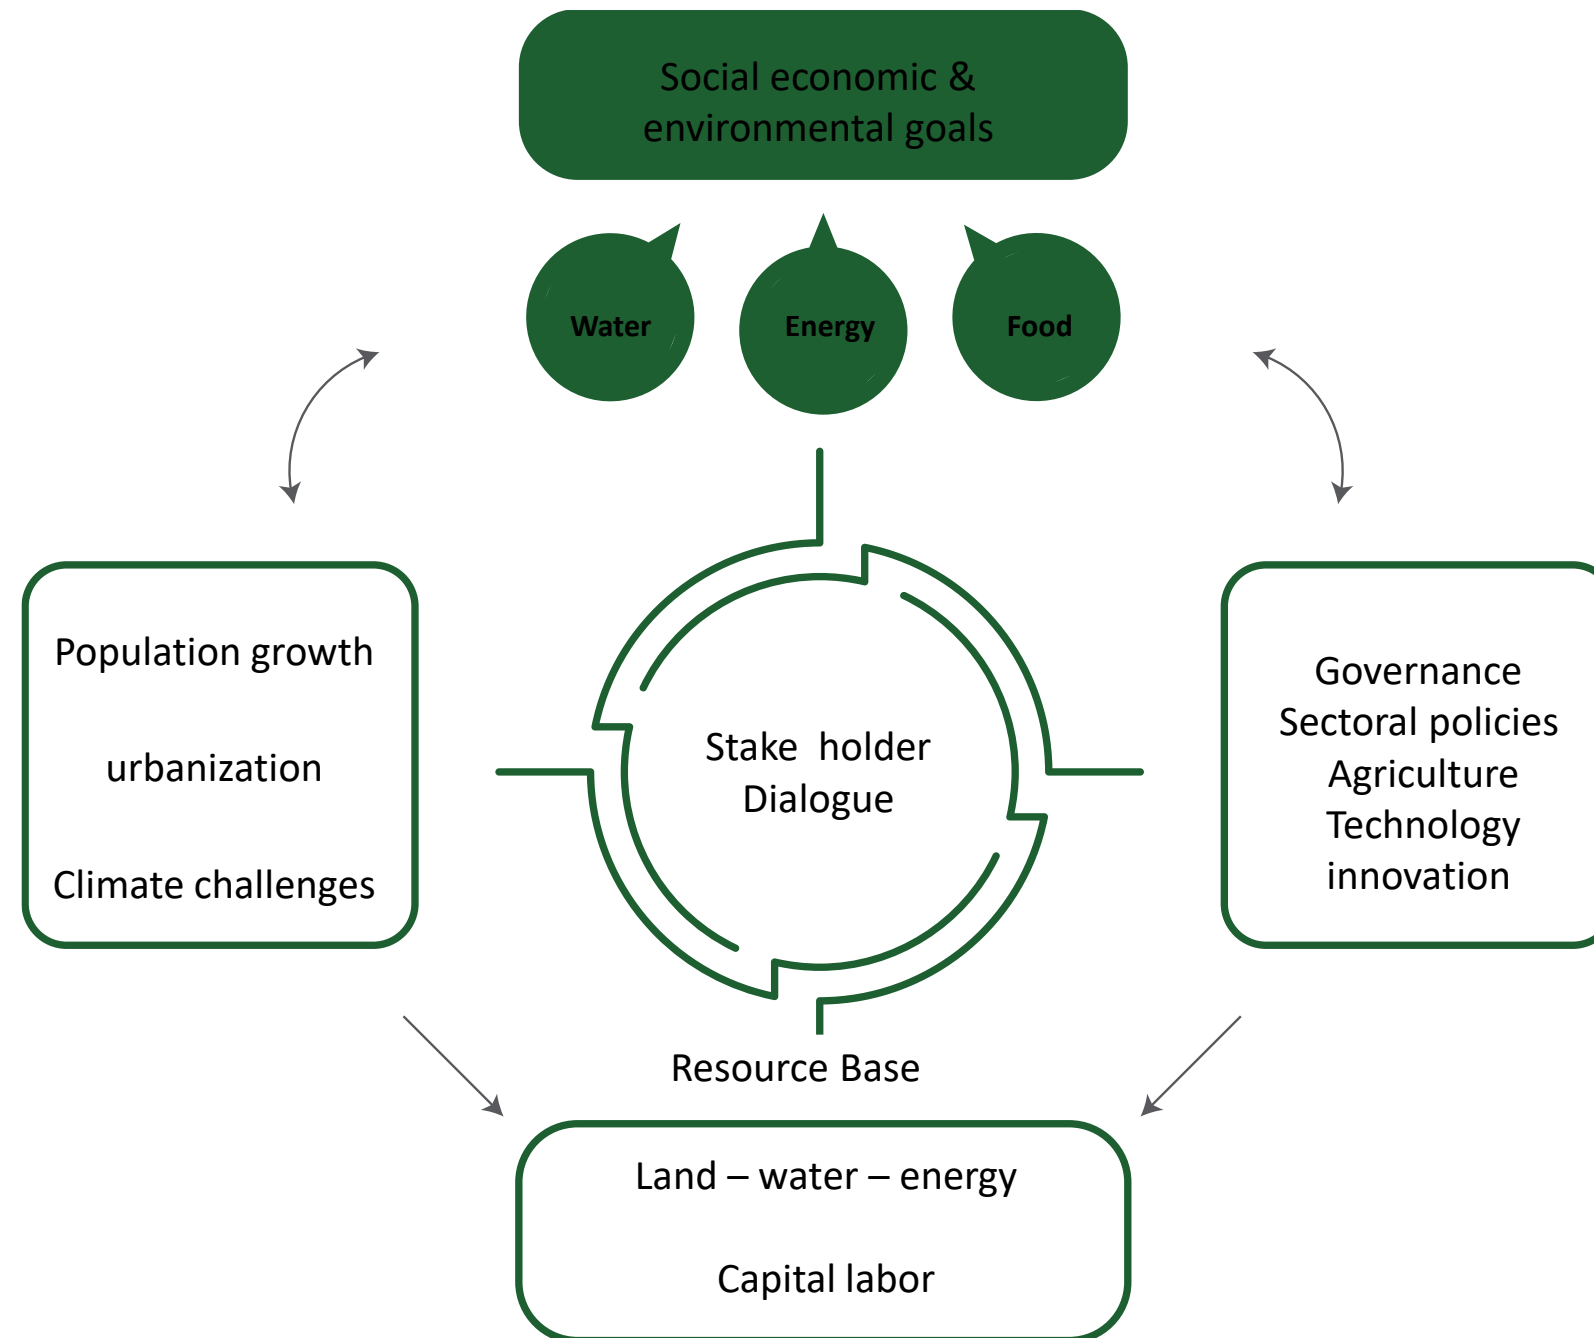 Social economic &
environmental goals
Water
Energy
Food
Population growth
urbanization
Climate challenges
Stake holder
Dialogue
Governance
Sectoral policies
Agriculture
Technology
innovation
Resource Base
Land – water – energy
Capital labor